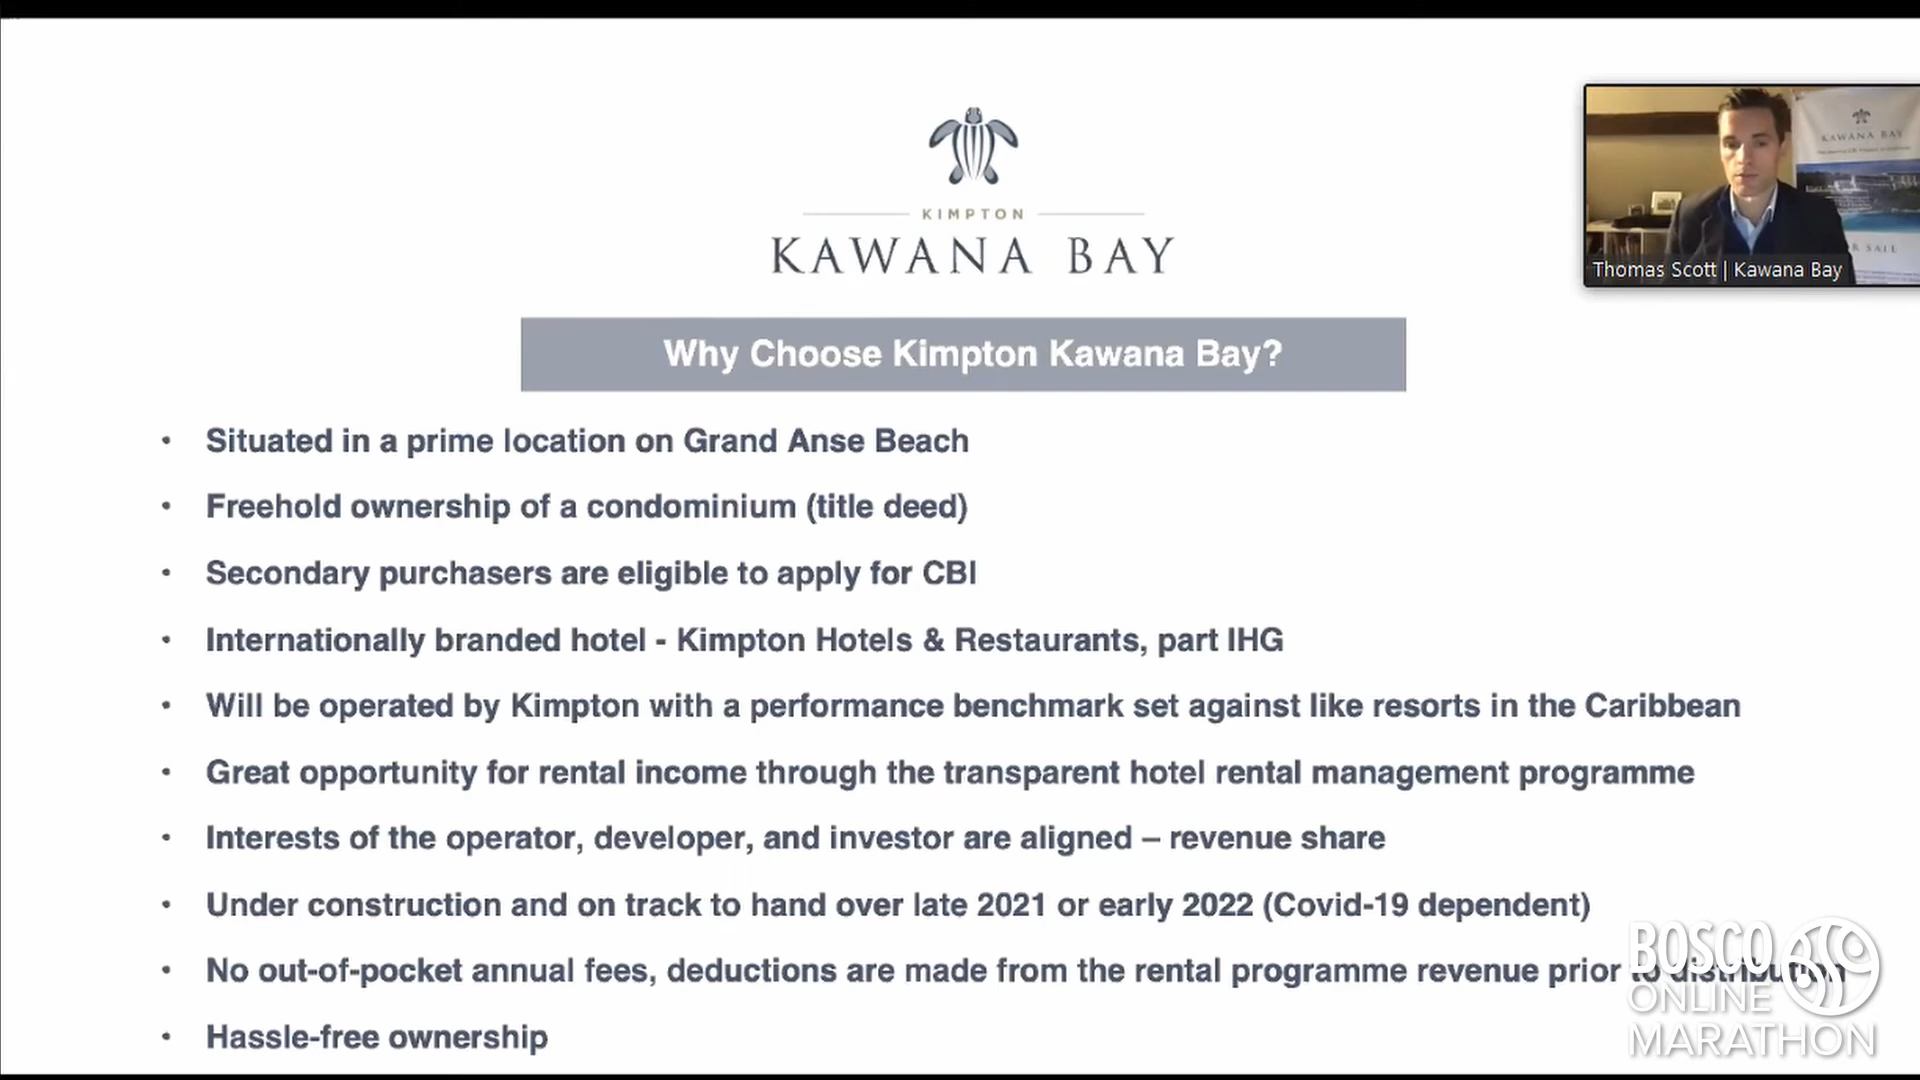 KIMPTON
KAWANA BAY
KAWANA BAY
SALE
Thomas Scott | Kawana Bay
Why Choose Kimpton Kawana Bay?
• Situated in a prime location on Grand Anse Beach
• Freehold ownership of a condominium (title deed)
• Secondary purchasers are eligible to apply for CBI
• Internationally branded hotel - Kimpton Hotels & Restaurants, part IHG
• Will be operated by Kimpton with a performance benchmark set against like resorts in the Caribbean
• Great opportunity for rental income through the transparent hotel rental management programme
• Interests of the operator, developer, and investor are aligned – revenue share
• Under construction and on track to hand over late 2021 or early 2022 (Covid-19 dependent)
• No out-of-pocket annual fees, deductions are made from the rental programme revenue prior to distribution
• Hassle-free ownership
BOSCO
ONLINE
MARATHON